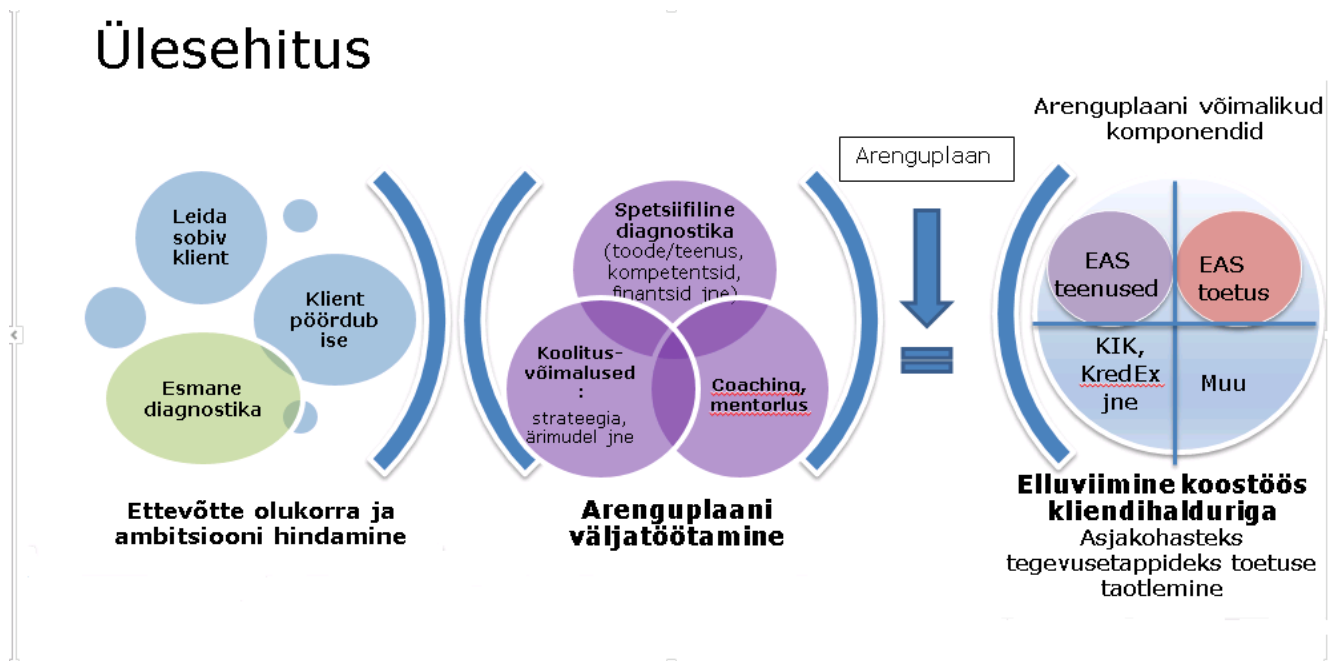 Ülesehitus
Leida
sobiv
klient
Klient
pöördub
ise
Esmane
diagnostika
Ettevõtte olukorra ja
ambitsiooni hindamine
Spetsiifiline
diagnostika
(toode/teenus,
kompetentsid,
finantsid jne)
Koolitus-
võimalused
:
strateegia,
ärimudel jne
Coaching,
mentorlus
Arenguplaani
väljatöötamine
Arenguplaan
Arenguplaani võimalikud
komponendid
EAS
teenused
EAS
toetus
KIK,
KredEx
jne
Muu
Elluviimine koostöös
kliendihalduriga
Asjakohasteks
tegevusetappideks toetuse
taotlemine